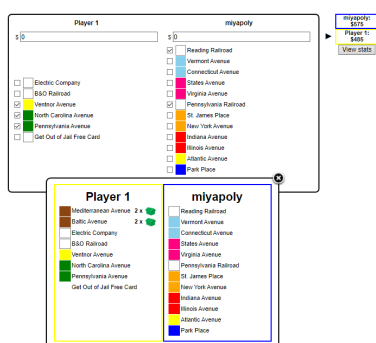 Player 1
miyapoly
$ 0
$ 0
Electric Company
B&O Railroad
Ventnor Avenue
North Carolina Avenue
Pennsylvania Avenue
Get Out of Jail Free Card
Reading Railroad
Vermont Avenue
Connecticut Avenue
States Avenue
Virginia Avenue
Pennsylvania Railroad
St. James Place
New York Avenue
Indiana Avenue
Illinois Avenue
Atlantic Avenue
Park Place
miyapoly:
$575
Player 1:
$485
View stats
Player 1
Mediterranean Avenue 2 x
Baltic Avenue 2 x
Electric Company
B&O Railroad
Ventnor Avenue
North Carolina Avenue
Pennsylvania Avenue
Get Out of Jail Free Card
miyapoly
Reading Railroad
Vermont Avenue
Connecticut Avenue
States Avenue
Virginia Avenue
Pennsylvania Railroad
St. James Place
New York Avenue
Indiana Avenue
Illinois Avenue
Atlantic Avenue
Park Place